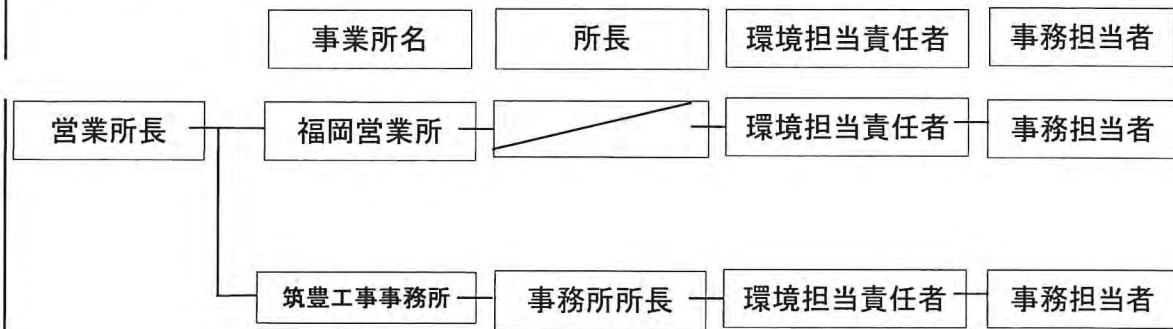 事業所名 所長 環境担当責任者 事務担当者
営業所長 福岡営業所 環境担当責任者 事務担当者
筑豊工事事務所 事務所所長 環境担当責任者 事務担当者